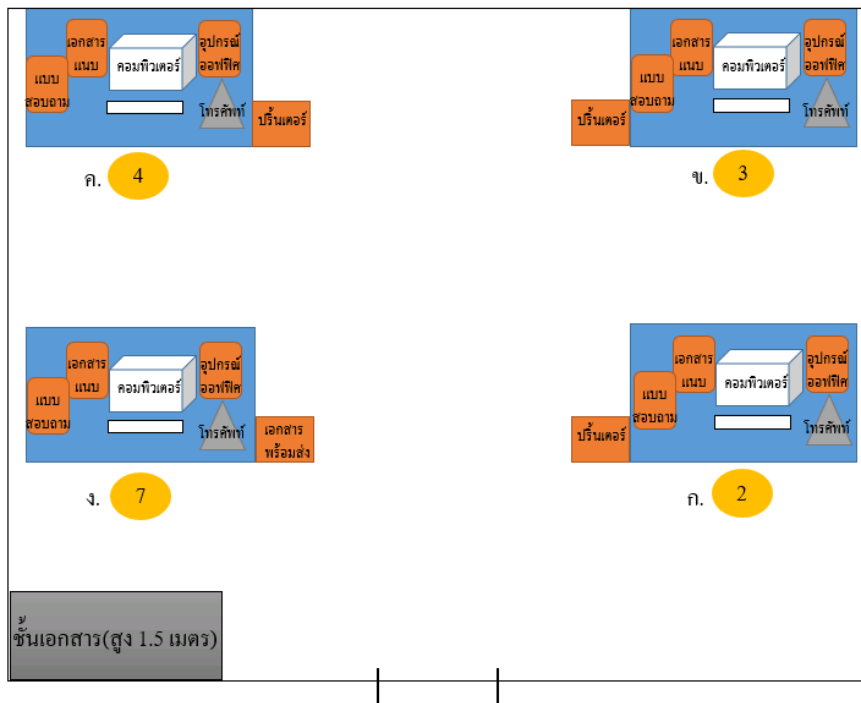 เอกสาร
แนบ
อุปกรณ์
ออฟฟิศ
คอมพิวเตอร์
แบบ
สอบถาม
โทรศัพท์
ปริ้นเตอร์
ค. 4
เอกสาร
แนบ
อุปกรณ์
ออฟฟิศ
คอมพิวเตอร์
แบบ
สอบถาม
โทรศัพท์
ปริ้นเตอร์
ข. 3
เอกสาร
แนบ
อุปกรณ์
ออฟฟิศ
คอมพิวเตอร์
แบบ
สอบถาม
โทรศัพท์
เอกสาร
พร้อมส่ง
ง. 7
เอกสาร
แนบ
อุปกรณ์
ออฟฟิศ
คอมพิวเตอร์
แบบ
สอบถาม
โทรศัพท์
ปริ้นเตอร์
ก. 2
ชั้นเอกสาร(สูง 1.5 เมตร)